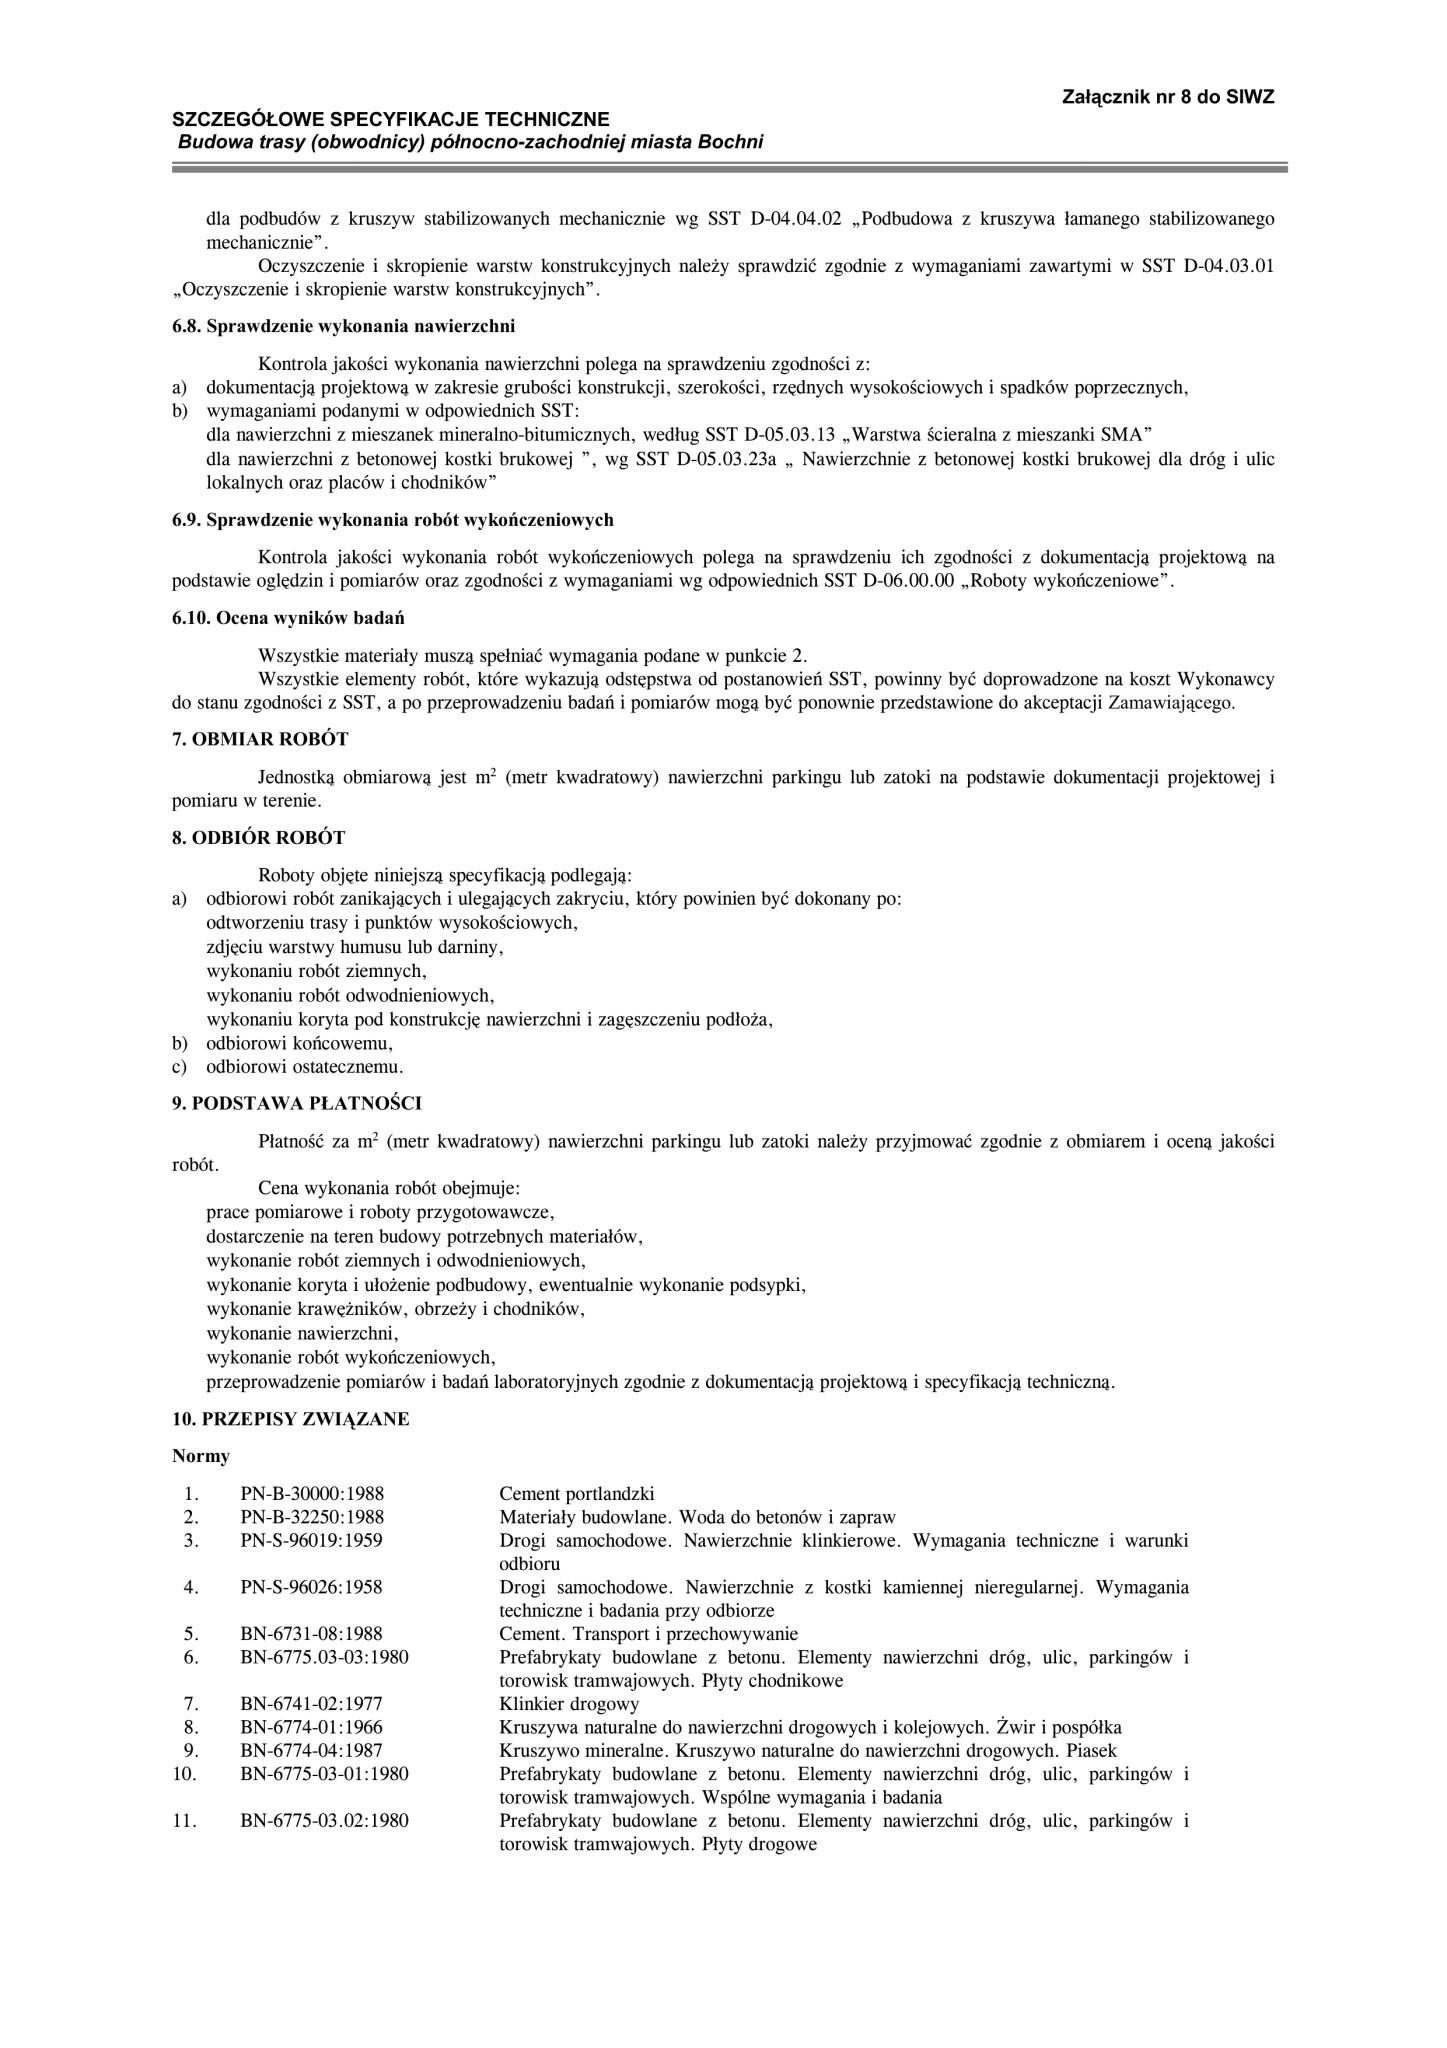 Załącznik nr 8 do SIWZ
SZCZEGÓŁOWE SPECYFIKACJE TECHNICZNE
Budowa trasy (obwodnicy) północno-zachodniej miasta Bochni
dla podbudów z kruszyw stabilizowanych mechanicznie wg SST D-04.04.02 „Podbudowa z kruszywa łamanego stabilizowanego
mechanicznie”.
Oczyszczenie i skropienie warstw konstrukcyjnych należy sprawdzić zgodnie z wymaganiami zawartymi w SST D-04.03.01
„Oczyszczenie i skropienie warstw konstrukcyjnych”.
6.8. Sprawdzenie wykonania nawierzchni
Kontrola jakości wykonania nawierzchni polega na sprawdzeniu zgodności z:
a) dokumentacją projektową w zakresie grubości konstrukcji, szerokości, rzędnych wysokościowych i spadków poprzecznych,
b) wymaganiami podanymi w odpowiednich SST:
dla nawierzchni z mieszanek mineralno-bitumicznych, według SST D-05.03.13 „Warstwa ścieralna z mieszanki SMA”
dla nawierzchni z betonowej kostki brukowej ”, wg SST D-05.03.23a „ Nawierzchnie z betonowej kostki brukowej dla dróg i ulic
lokalnych oraz placów i chodników”
6.9. Sprawdzenie wykonania robót wykończeniowych
Kontrola jakości wykonania robót wykończeniowych polega na sprawdzeniu ich zgodności z dokumentacją projektową na
podstawie oględzin i pomiarów oraz zgodności z wymaganiami wg odpowiednich SST D-06.00.00 „Roboty wykończeniowe”.
6.10. Ocena wyników badań
Wszystkie materiały muszą spełniać wymagania podane w punkcie 2.
Wszystkie elementy robót, które wykazują odstępstwa od postanowień SST, powinny być doprowadzone na koszt Wykonawcy
do stanu zgodności z SST, a po przeprowadzeniu badań i pomiarów mogą być ponownie przedstawione do akceptacji Zamawiającego.
7. OBMIAR ROBÓT
Jednostką obmiarową jest m² (metr kwadratowy) nawierzchni parkingu lub zatoki na podstawie dokumentacji projektowej i
pomiaru w terenie.
8. ODBIÓR ROBÓT
Roboty objęte niniejszą specyfikacją podlegają:
a) odbiorowi robót zanikających i ulegających zakryciu, który powinien być dokonany po:
odtworzeniu trasy i punktów wysokościowych,
zdjęciu warstwy humusu lub darniny,
wykonaniu robót ziemnych,
wykonaniu robót odwodnieniowych,
wykonaniu koryta pod konstrukcję nawierzchni i zagęszczeniu podłoża,
b) odbiorowi końcowemu,
c) odbiorowi ostatecznemu.
9. PODSTAWA PŁATNOŚCI
Płatność za m² (metr kwadratowy) nawierzchni parkingu lub zatoki należy przyjmować zgodnie z obmiarem i oceną jakości
robót.
Cena wykonania robót obejmuje:
prace pomiarowe i roboty przygotowawcze,
dostarczenie na teren budowy potrzebnych materiałów,
wykonanie robót ziemnych i odwodnieniowych,
wykonanie koryta i ułożenie podbudowy, ewentualnie wykonanie podsypki,
wykonanie krawężników, obrzeży i chodników,
wykonanie nawierzchni,
wykonanie robót wykończeniowych,
przeprowadzenie pomiarów i badań laboratoryjnych zgodnie z dokumentacją projektową i specyfikacją techniczną.
10. PRZEPISY ZWIĄZANE
Normy
1. PN-B-30000:1988 Cement portlandzki
2. PN-B-32250:1988 Materiały budowlane. Woda do betonów i zapraw
3. PN-S-96019:1959 Drogi samochodowe. Nawierzchnie klinkierowe. Wymagania techniczne i warunki
odbioru
4. PN-S-96026:1958 Drogi samochodowe. Nawierzchnie z kostki kamiennej nieregularnej. Wymagania
techniczne i badania przy odbiorze
5. BN-6731-08:1988 Cement. Transport i przechowywanie
6. BN-6775.03-03:1980 Prefabrykaty budowlane z betonu. Elementy nawierzchni dróg, ulic, parkingów i
torowisk tramwajowych. Płyty chodnikowe
7. BN-6741-02:1977 Klinkier drogowy
8. BN-6774-01:1966 Kruszywa naturalne do nawierzchni drogowych i kolejowych. Żwir i pospółka
9. BN-6774-04:1987 Kruszywo mineralne. Kruszywo naturalne do nawierzchni drogowych. Piasek
10. BN-6775-03-01:1980 Prefabrykaty budowlane z betonu. Elementy nawierzchni dróg, ulic, parkingów i
torowisk tramwajowych. Wspólne wymagania i badania
11. BN-6775-03.02:1980 Prefabrykaty budowlane z betonu. Elementy nawierzchni dróg, ulic, parkingów i
torowisk tramwajowych. Płyty drogowe